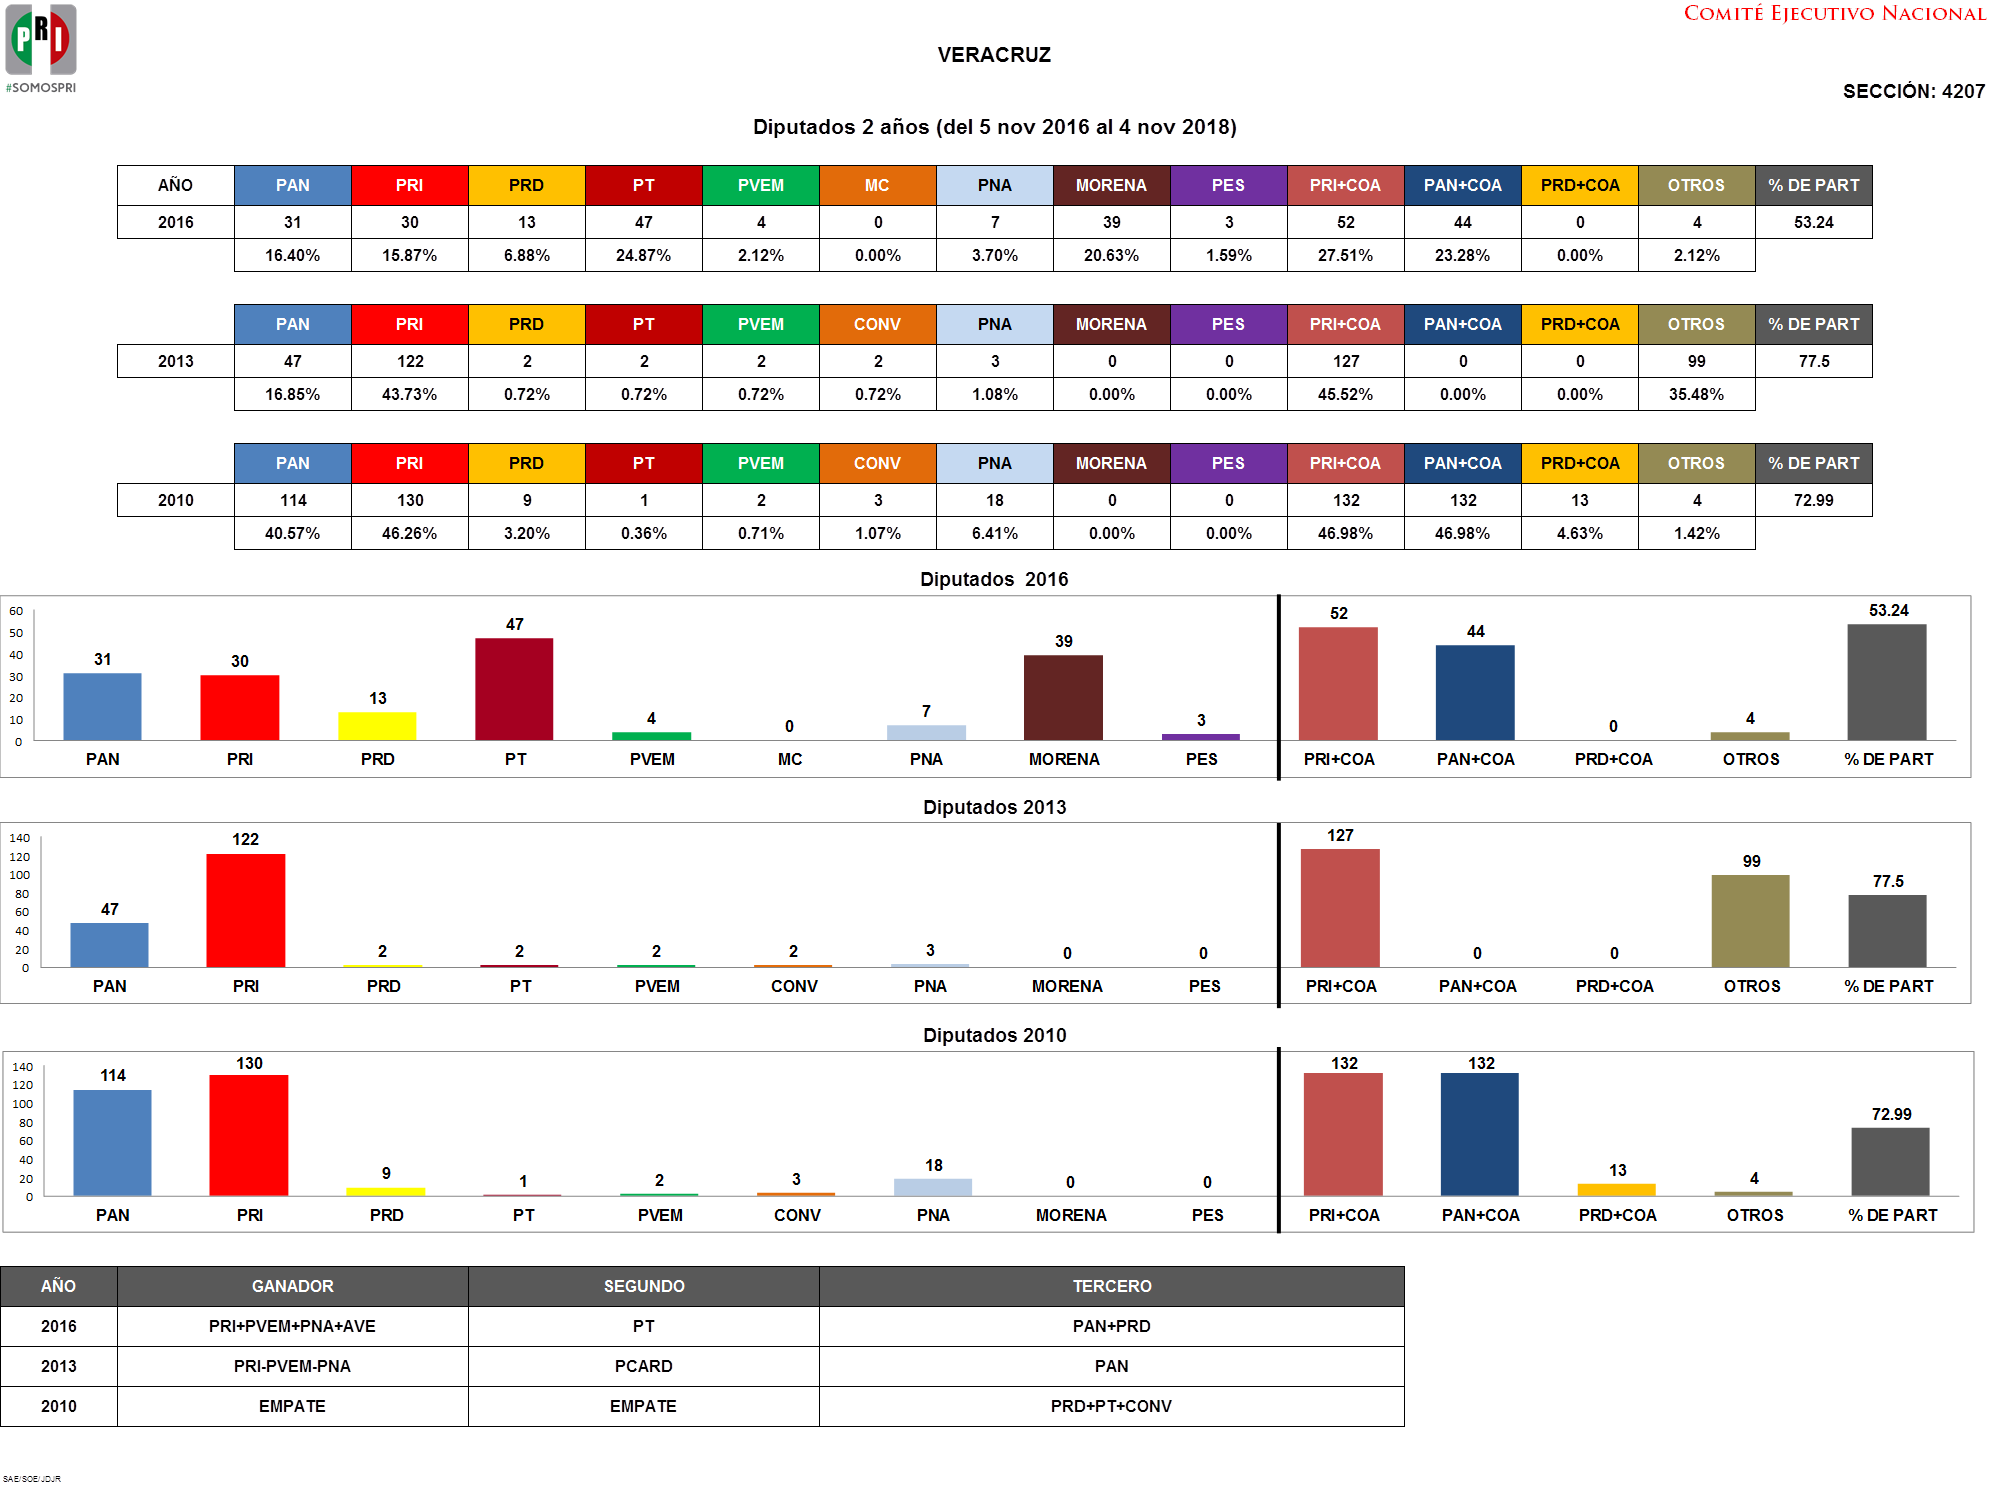 COMITÉ EJECUTIVO NACIONAL
PRI
#SOMOSPRI
VERACRUZ
SECCIÓN: 4207
Diputados 2 años (del 5 nov 2016 al 4 nov 2018)
AÑO PAN PRI PRD PT PVEM MC PNA MORENA PES PRI+COA PAN+COA PRD+COA OTROS % DE PART
2016 31 30 13 47 4 0 7 39 3 52 44 0 4 53.24
16.40% 15.87% 6.88% 24.87% 2.12% 0.00% 3.70% 20.63% 1.59% 27.51% 23.28% 0.00% 2.12%
PAN PRI PRD PT PVEM CONV PNA MORENA PES PRI+COA PAN+COA PRD+COA OTROS % DE PART
2013 47 122 2 2 2 2 3 0 0 127 0 0 99 77.5
16.85% 43.73% 0.72% 0.72% 0.72% 0.72% 1.08% 0.00% 0.00% 45.52% 0.00% 0.00% 35.48%
PAN PRI PRD PT PVEM CONV PNA MORENA PES PRI+COA PAN+COA PRD+COA OTROS % DE PART
2010 114 130 9 1 2 3 18 0 0 132 132 13 4 72.99
40.57% 46.26% 3.20% 0.36% 0.71% 1.07% 6.41% 0.00% 0.00% 46.98% 46.98% 4.63% 1.42%
Diputados 2016
60
50
40
30
20
10
0
31 30 13 47 4 0 7 39 3 52 44 0 4 53.24
PAN PRI PRD PT PVEM MC PNA MORENA PES PRI+COA PAN+COA PRD+COA OTROS % DE PART
Diputados 2013
140
120
100
80
60
40
20
0
47 122 2 2 2 2 3 0 0 127 0 0 99 77.5
PAN PRI PRD PT PVEM CONV PNA MORENA PES PRI+COA PAN+COA PRD+COA OTROS % DE PART
Diputados 2010
140
120
100
80
60
40
20
0
114 130 9 1 2 3 18 0 0 132 132 13 4 72.99
PAN PRI PRD PT PVEM CONV PNA MORENA PES PRI+COA PAN+COA PRD+COA OTROS % DE PART
AÑO GANADOR SEGUNDO TERCERO
2016 PRI+PVEM+PNA+AVE PT PAN+PRD
2013 PRI-PVEM-PNA PCARD PAN
2010 EMPATE EMPATE PRD+PT+CONV
SAE/SOE/JDJR